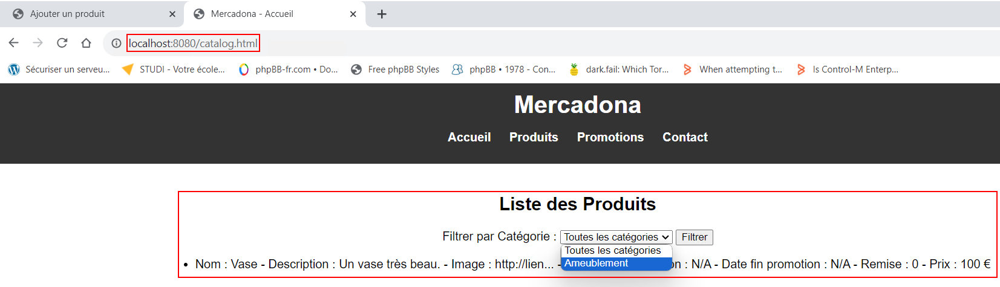 Ajouter un produit
Mercadona - Accueil
localhost:8080/catalog.html
Sécuriser un serveu... STUDI - Votre école... phpBB-fr.com • Do... Free phpBB Styles phpBB • 1978 - Con... dark.fail: Which Tor... When attempting t... Is Control-M Enterp...
Mercadona
Accueil Produits Promotions Contact
Liste des Produits
Filtrer par Catégorie : Toutes les catégories Filtrer
Toutes les catégories
Ameublement
• Nom : Vase - Description : Un vase très beau. - Image : http://lien... - on : N/A - Date fin promotion : N/A - Remise : 0 - Prix : 100 €